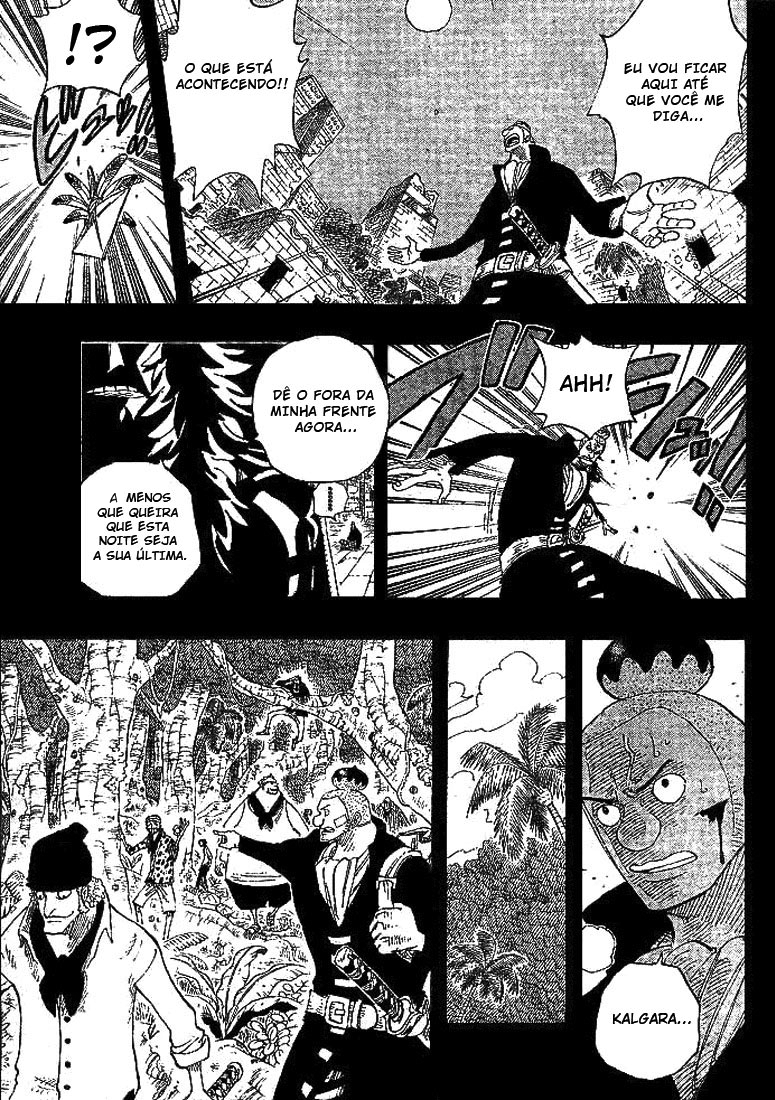 EU VOU FICAR
AQUI ATÉ
QUE VOCÊ ME
DIGA...
O QUE ESTÁ
ACONTECENDO!!
!?
AHH!
DÊ O FORA DA
MINHA FRENTE
AGORA...
A MENOS
QUE QUEIRA
QUE ESTA
NOITE SEJA
A SUA ÚLTIMA.
KALGARA...